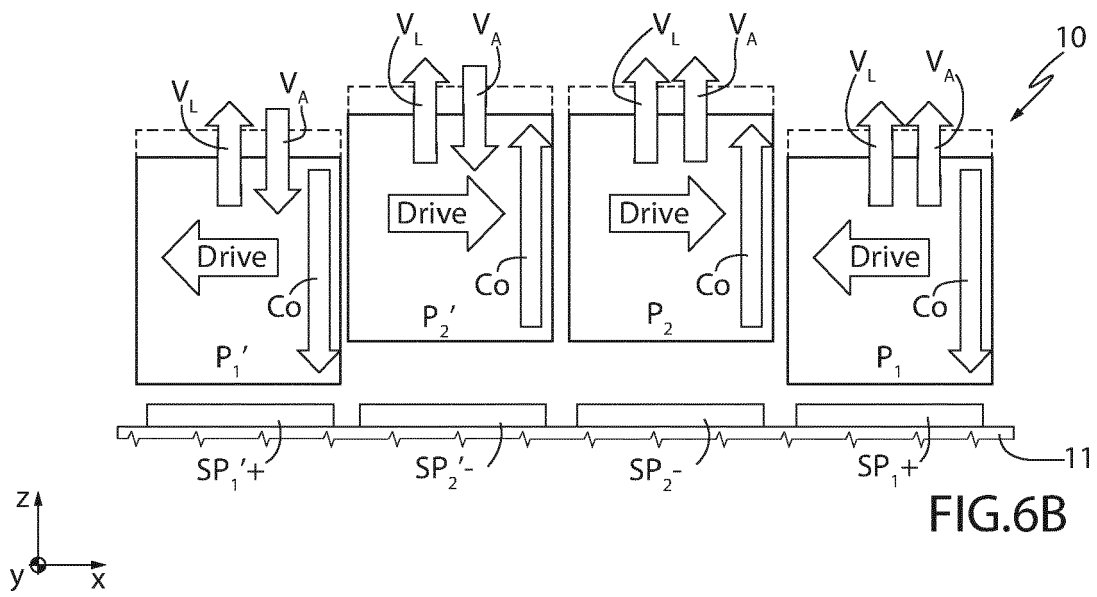 V_L V_A V_L V_A V_L V_A V_L V_A 10
Drive Drive Drive Drive
Co Co Co Co
P_1' P_2' P_2 P_1
SP_1'+ SP_2'- SP_2- SP_1+ 11
FIG.6B
z
y x